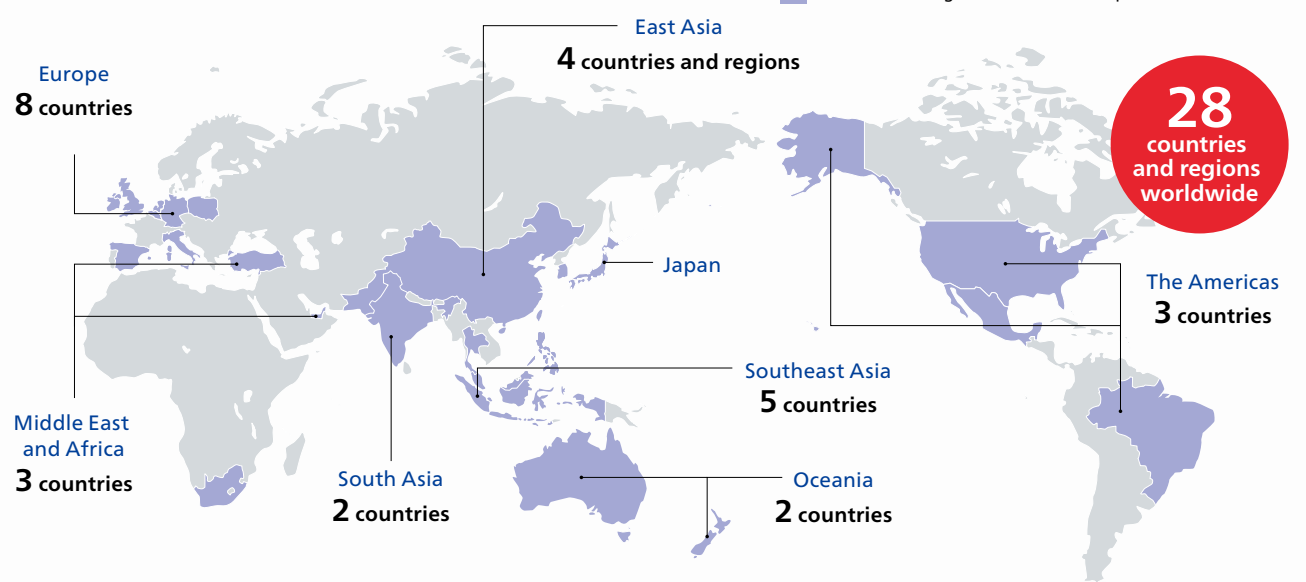 East Asia
4 countries and regions
Europe
8 countries
28
countries
and regions
worldwide
Japan
The Americas
3 countries
Southeast Asia
5 countries
Middle East
and Africa
3 countries
South Asia
2 countries
Oceania
2 countries